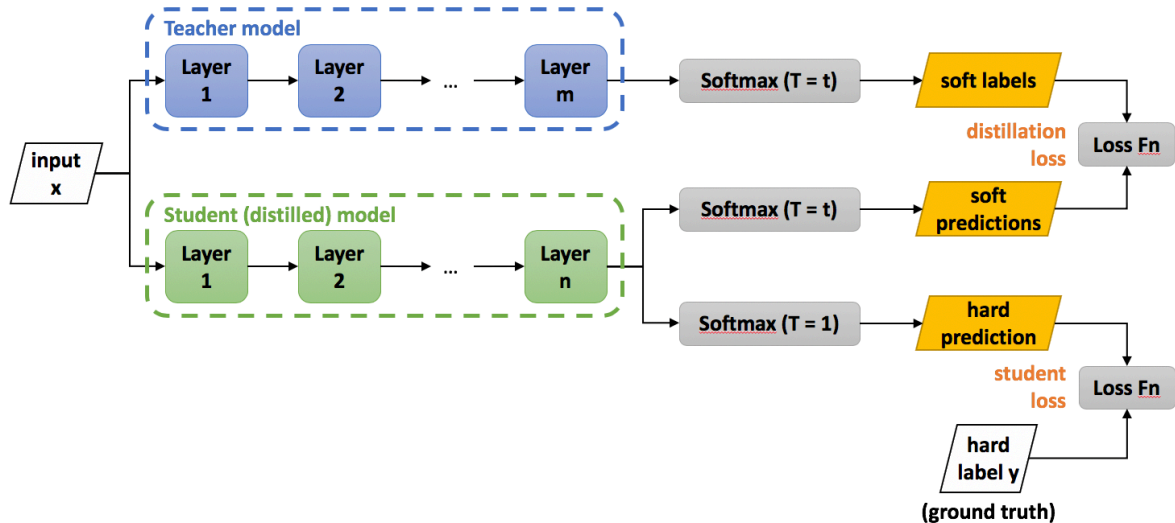 Teacher model
Layer
1
Layer
2
...
Layer
m
Softmax (T = t)
soft labels
distillation
loss
Loss Fn
input
x
Student (distilled) model
Layer
1
Layer
2
...
Layer
n
Softmax (T = t)
soft
predictions
Softmax (T = 1)
hard
prediction
student
loss
Loss Fn
hard
label y
(ground truth)